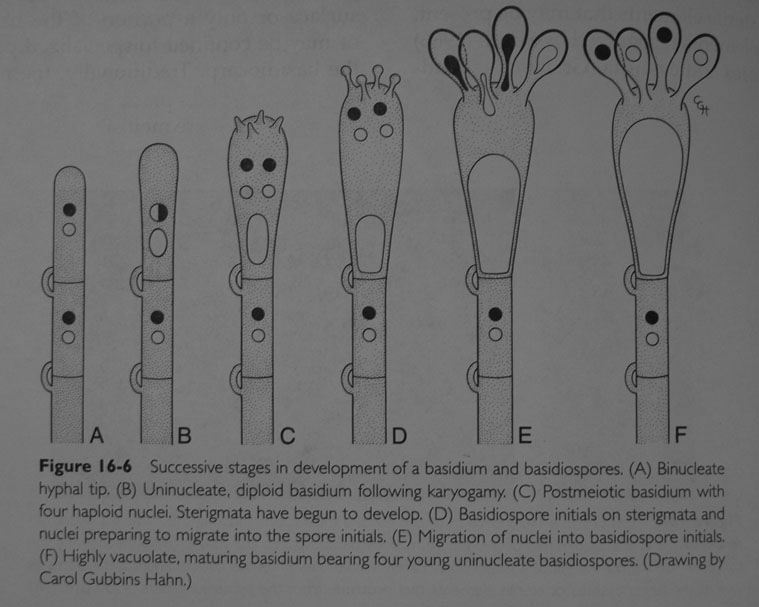 CGH
A B C D E F
Figure 16-6 Successive stages in development of a basidium and basidiospores. (A) Binucleate
hyphal tip. (B) Uninucleate, diploid basidium following karyogamy. (C) Postmeiotic basidium with
four haploid nuclei. Sterigmata have begun to develop. (D) Basidiospore initials on sterigmata and
nuclei preparing to migrate into the spore initials. (E) Migration of nuclei into basidiospore initials.
(F) Highly vacuolate, maturing basidium bearing four young uninucleate basidiospores. (Drawing by
Carol Gubbins Hahn.)